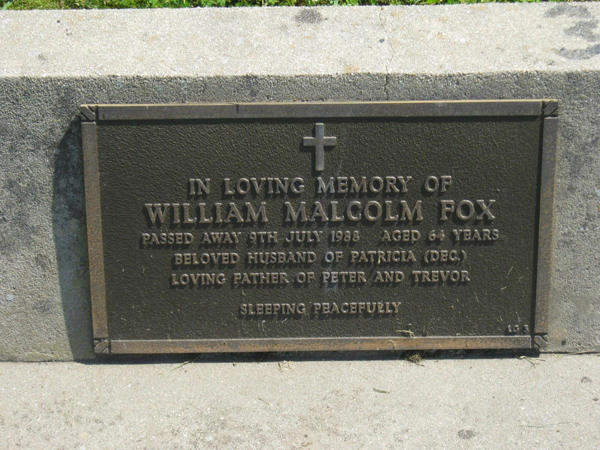 IN LOVING MEMORY OF
WILLIAM MALCOLM FOX
PASSED AWAY 9TH JULY 1988 AGED 64 YEARS
BELOVED HUSBAND OF PATRICIA (DEC.)
LOVING FATHER OF PETER AND TREVOR
SLEEPING PEACEFULLY